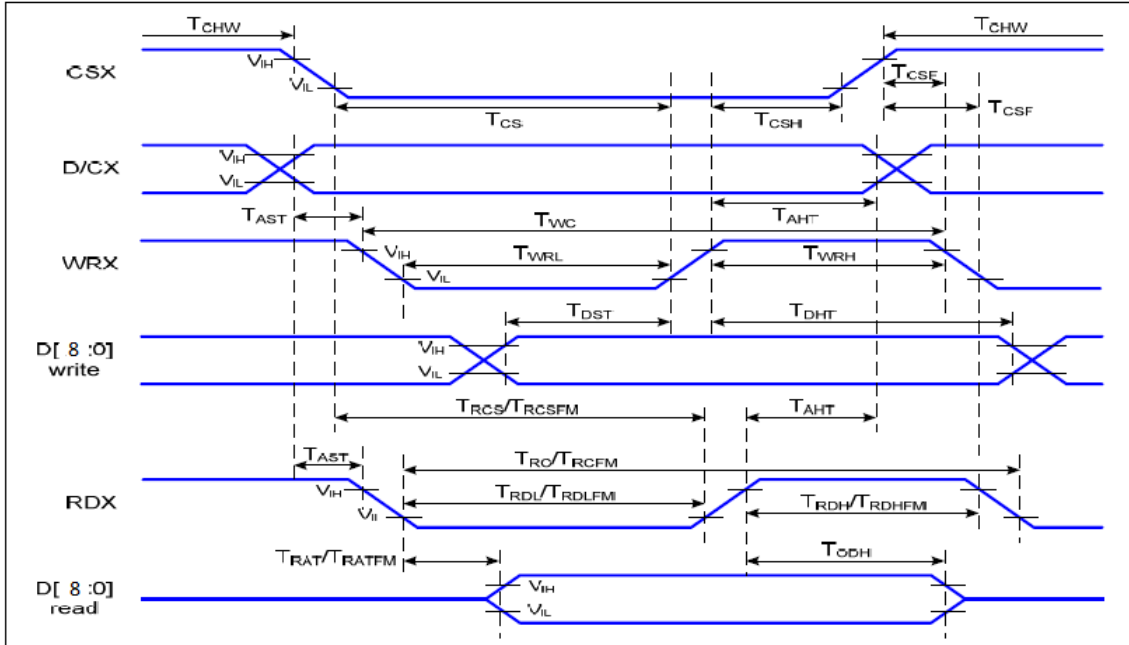 TCHW TCHW
CSX VIH TCSF
VIL TCSF
TCS TCSH
D/CX VIH
VIL
TAST TWC TAHT
WRX VIH TWRL TWRH
VIL
TDST TDHT
D[ 8 :0] VIH
write VIL
TRCS/TRCSFM TAHT
TAST TRC/TRCFM
RDX VIH TRDL/TRDLFM TRDH/TRDHFM
VIL
TRAT/TRATFM TODH
D[ 8 :0] VIH
read VIL